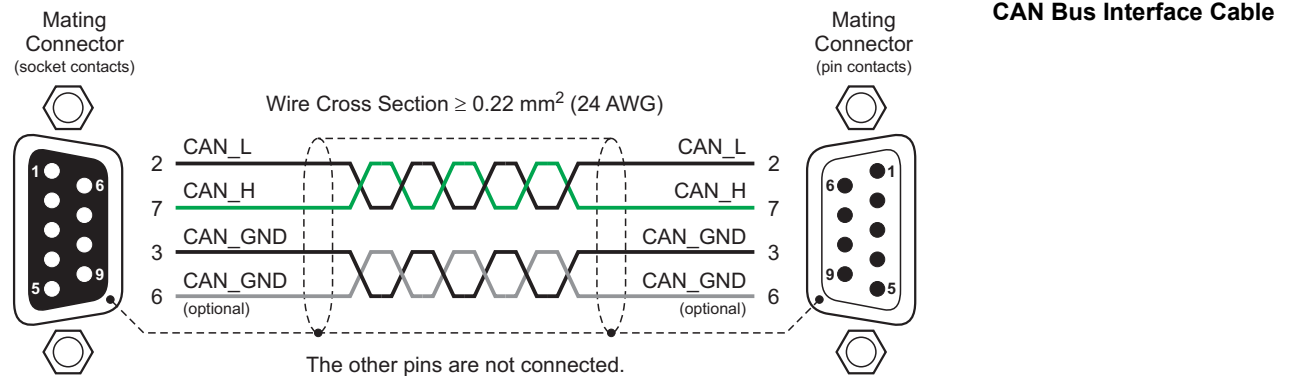 CAN Bus Interface Cable
Mating
Connector
(socket contacts)
Mating
Connector
(pin contacts)
Wire Cross Section ≥ 0.22 mm² (24 AWG)
1
6
9
5
2
CAN_L
CAN_L
2
7
CAN_H
CAN_H
7
3
CAN_GND
CAN_GND
3
6
CAN_GND
(optional)
CAN_GND
(optional)
6
6
1
9
5
The other pins are not connected.